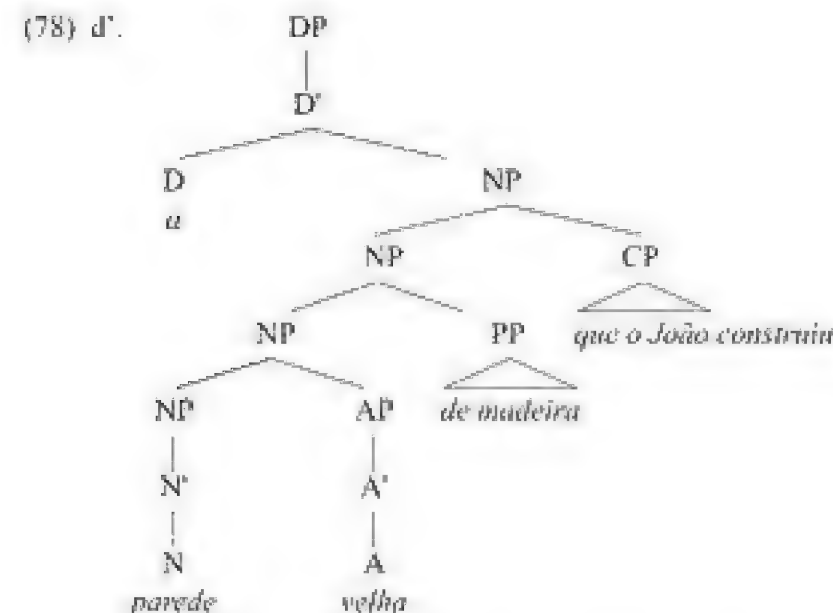 (78) d'. DP
D'
D NP
a
NP CP
NP PP que o João construiu
NP AP de madeira
N' A'
N A
parede velha